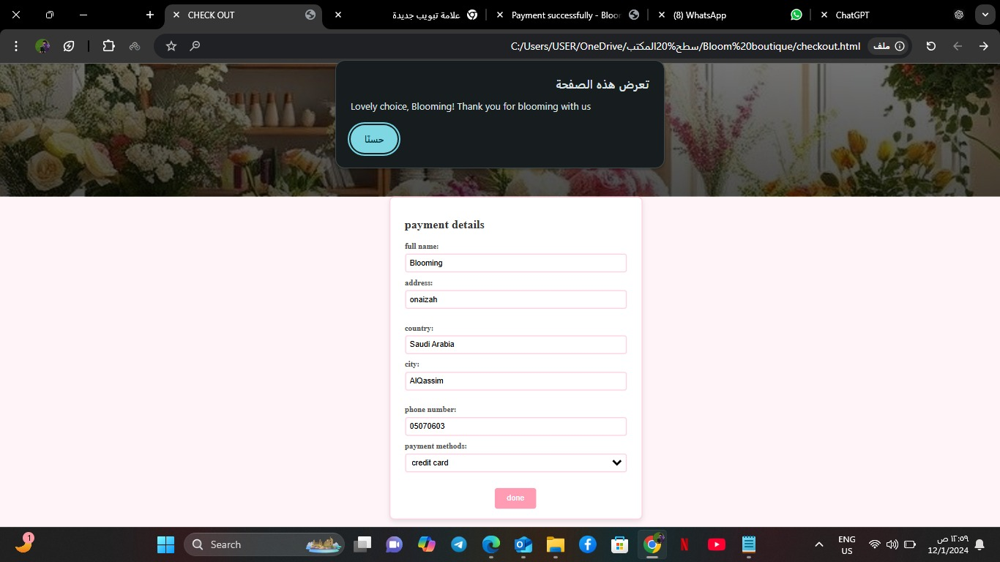 CHECK OUT
علامة تبويب جديدة
Payment successfully - Bloor
(8) WhatsApp
ChatGPT
C:/Users/USER/OneDrive/سطح%20المكتب/Bloom%20boutique/checkout.html
ملف
تعرض هذه الصفحة
Lovely choice, Blooming! Thank you for blooming with us
حسنًا
payment details
full name:
Blooming
address:
onaizah
country:
Saudi Arabia
city:
AlQassim
phone number:
05070603
payment methods:
credit card
done
1
Search
ENG
US
١٢:٥٩ ص
12/1/2024